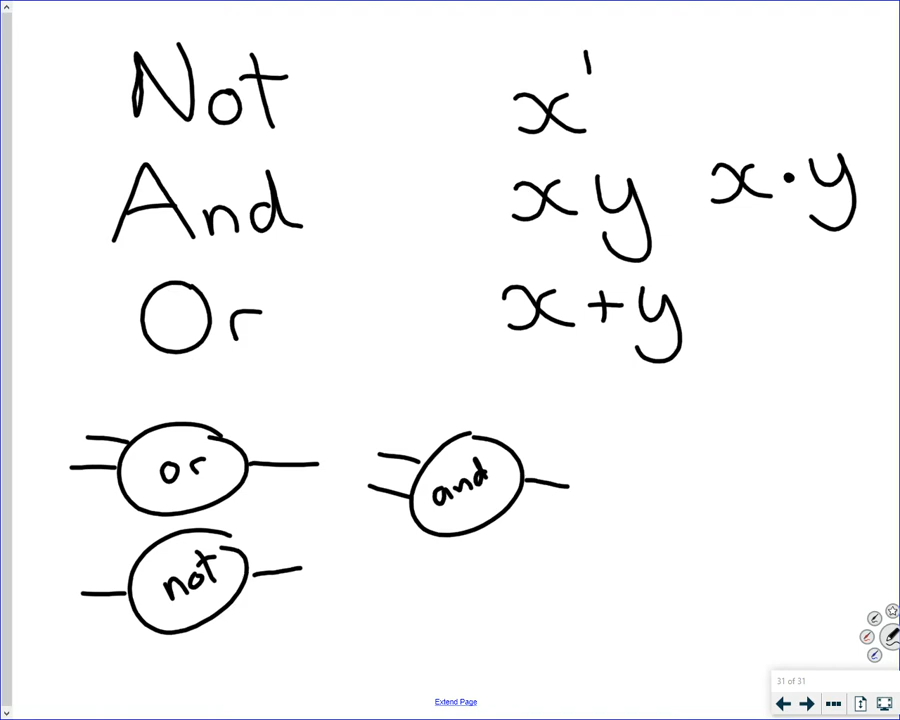 Not x'
And xy x·y
Or x+y
or
and
not
31 of 31
Extend Page